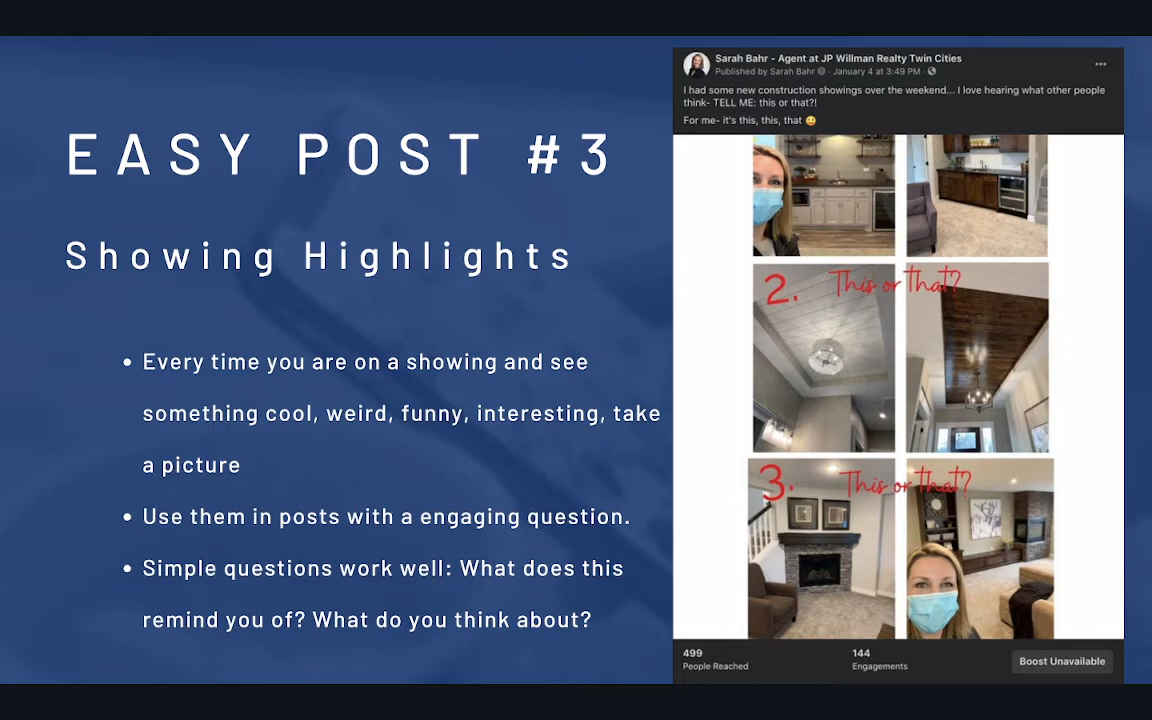 EASY POST #3
Showing Highlights
• Every time you are on a showing and see
something cool, weird, funny, interesting, take
a picture
• Use them in posts with a engaging question.
• Simple questions work well: What does this
remind you of? What do you think about?
Sarah Bahr - Agent at JP Willman Realty Twin Cities
Published by Sarah Bahr · January 4 at 3:49 PM ·
I had some new construction showings over the weekend... I love hearing what other people
think- TELL ME: this or that?!
For me- it's this, this, that 😀
2. This or that?
3. This or that?
499
People Reached
144
Engagements
Boost Unavailable